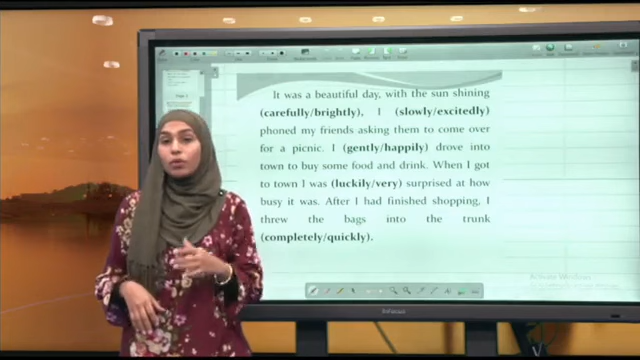 It was a beautiful day, with the sun shining
(carefully/brightly), I (slowly/excitedly)
phoned my friends asking them to come over
for a picnic. I (gently/happily) drove into
town to buy some food and drink. When I got
to town I was (luckily/very) surprised at how
busy it was. After I had finished shopping, I
threw the bags into the trunk
(completely/quickly).
Activate Windows
InFocus